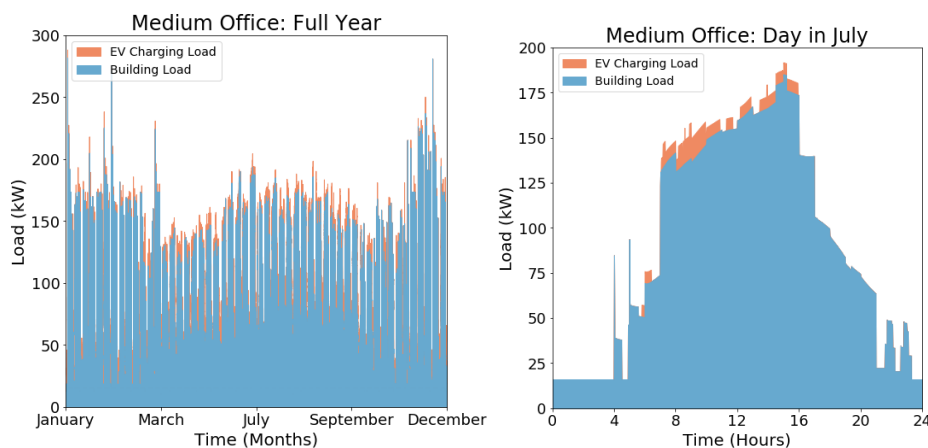 Medium Office: Full Year
300
250
200
150
100
50
0
Load (kW)
EV Charging Load
Building Load
January March July September December
Time (Months)
Medium Office: Day in July
200
175
150
125
100
75
50
25
0
Load (kW)
EV Charging Load
Building Load
0 4 8 12 16 20 24
Time (Hours)